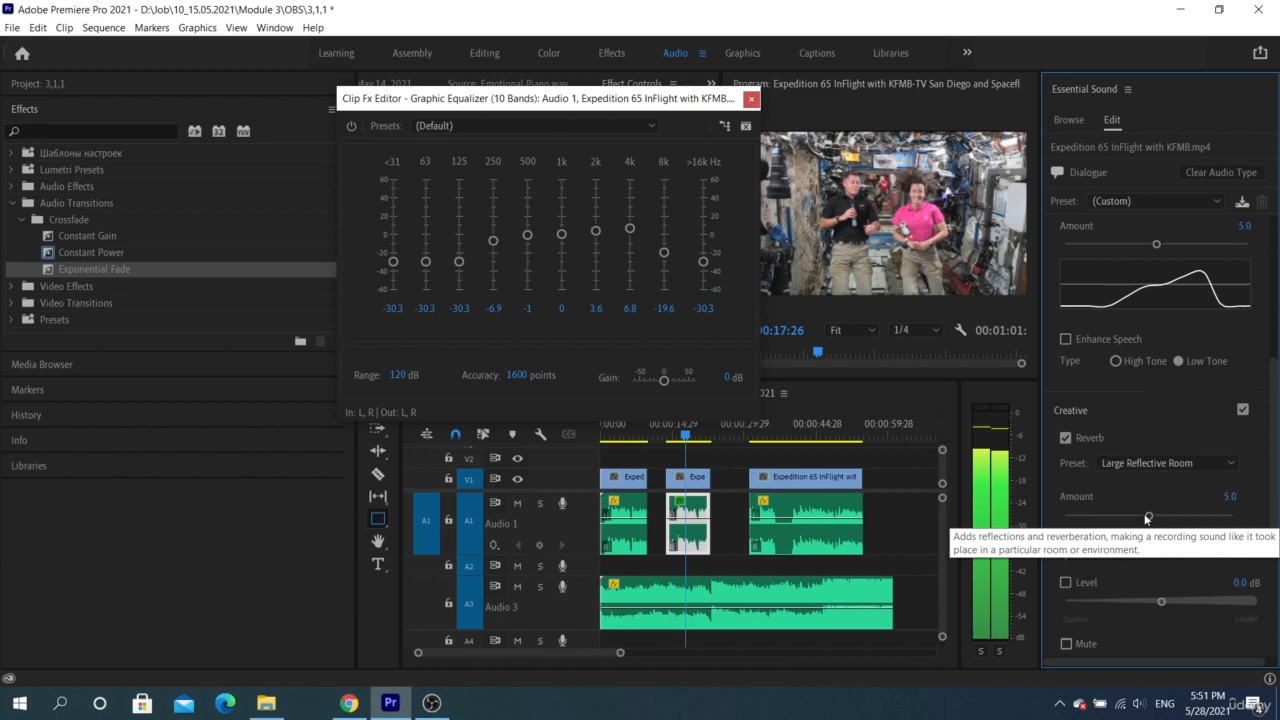 Adobe Premiere Pro 2021 - D:\Job\10_15.05.2021\Module 3\OBS\3,1,1 *
File Edit Clip Sequence Markers Graphics View Window Help
Learning Assembly Editing Color Effects Audio Graphics Captions Libraries
Project: 3,1,1
Effects
Шаблоны настроек
Lumetri Presets
Audio Effects
Audio Transitions
Crossfade
Constant Gain
Constant Power
Exponential Fade
Video Effects
Video Transitions
Presets
Media Browser
Markers
History
Info
Libraries
May 14, 2021 Source: Emotional Piano.wav Effect Controls
Program: Expedition 65 InFlight with KFMB-TV San Diego and Spacefl
Clip Fx Editor - Graphic Equalizer (10 Bands): Audio 1, Expedition 65 InFlight with KFMB....
Presets: (Default)
<31 63 125 250 500 1k 2k 4k 8k >16k Hz
60 60
40 40
20 20
-0 -0
-20 -20
-40 -40
-60 -60
-30.3 -30.3 -30.3 -6.9 -1 0 3.6 6.8 -19.6 -30.3
Range: 120 dB Accuracy: 1600 points Gain: -50 0 50 0 dB
In: L, R | Out: L, R
00:17:26 Fit 1/4 00:01:01:
2021
:00:00 00:00:14:29 00:00:29:29 00:00:44:28 00:00:59:28
V2
V1 Exped Expe Expedition 65 InFlight wit
A1 A1 M S
Audio 1
L
R
A2 M S
A3 M S
Audio 3
A4 M S
0
-6
-12
-18
-24
-30
-42
-48
-54
dB
S S
Essential Sound
Browse Edit
Expedition 65 InFlight with KFMB.mp4
Dialogue Clear Audio Type
Preset: (Custom)
Amount 5.0
Enhance Speech
Type High Tone Low Tone
Creative
Reverb
Preset: Large Reflective Room
Amount 5.0
Adds reflections and reverberation, making a recording sound like it took
place in a particular room or environment.
Level 0.0 dB
Quieter Louder
Mute
ENG
5:51 PM
5/28/2021
Udemy
4